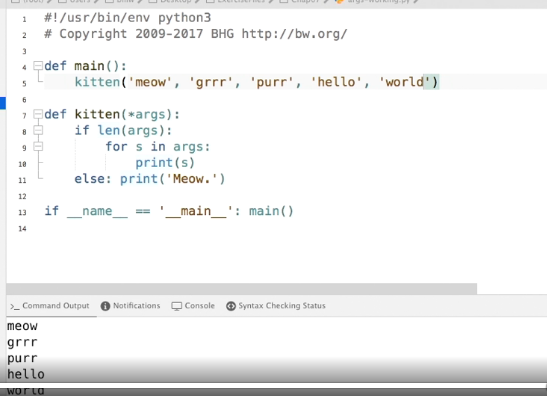 #!/usr/bin/env python3
# Copyright 2009-2017 BHG http://bw.org/
def main():
kitten('meow', 'grrr', 'purr', 'hello', 'world')
def kitten(*args):
if len(args):
for s in args:
print(s)
else: print('Meow.')
if __name__ == '__main__': main()
Command Output Notifications Console Syntax Checking Status
meow
grrr
purr
hello
world